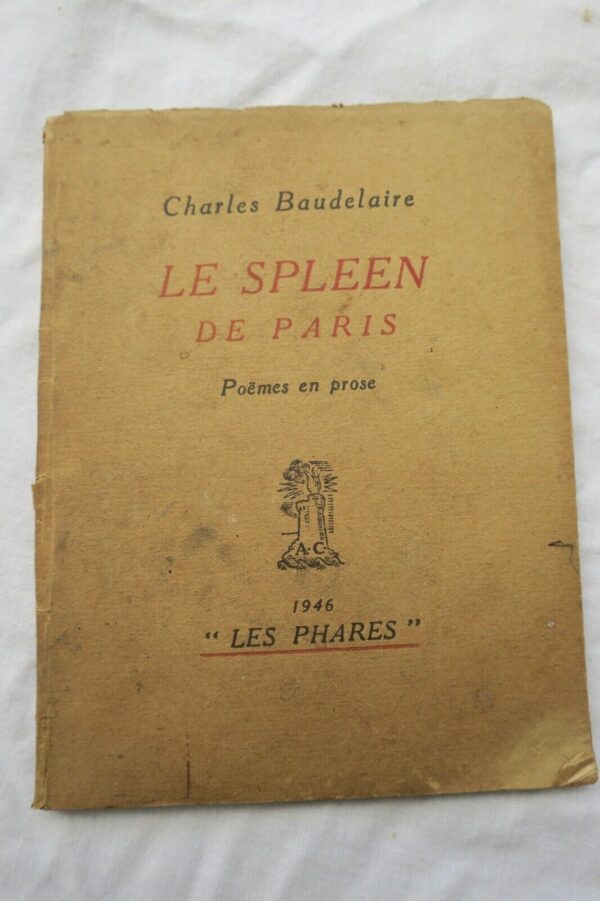 Charles Baudelaire
LE SPLEEN
DE PARIS
Poëmes en prose
A·C
1946
“ LES PHARES ”